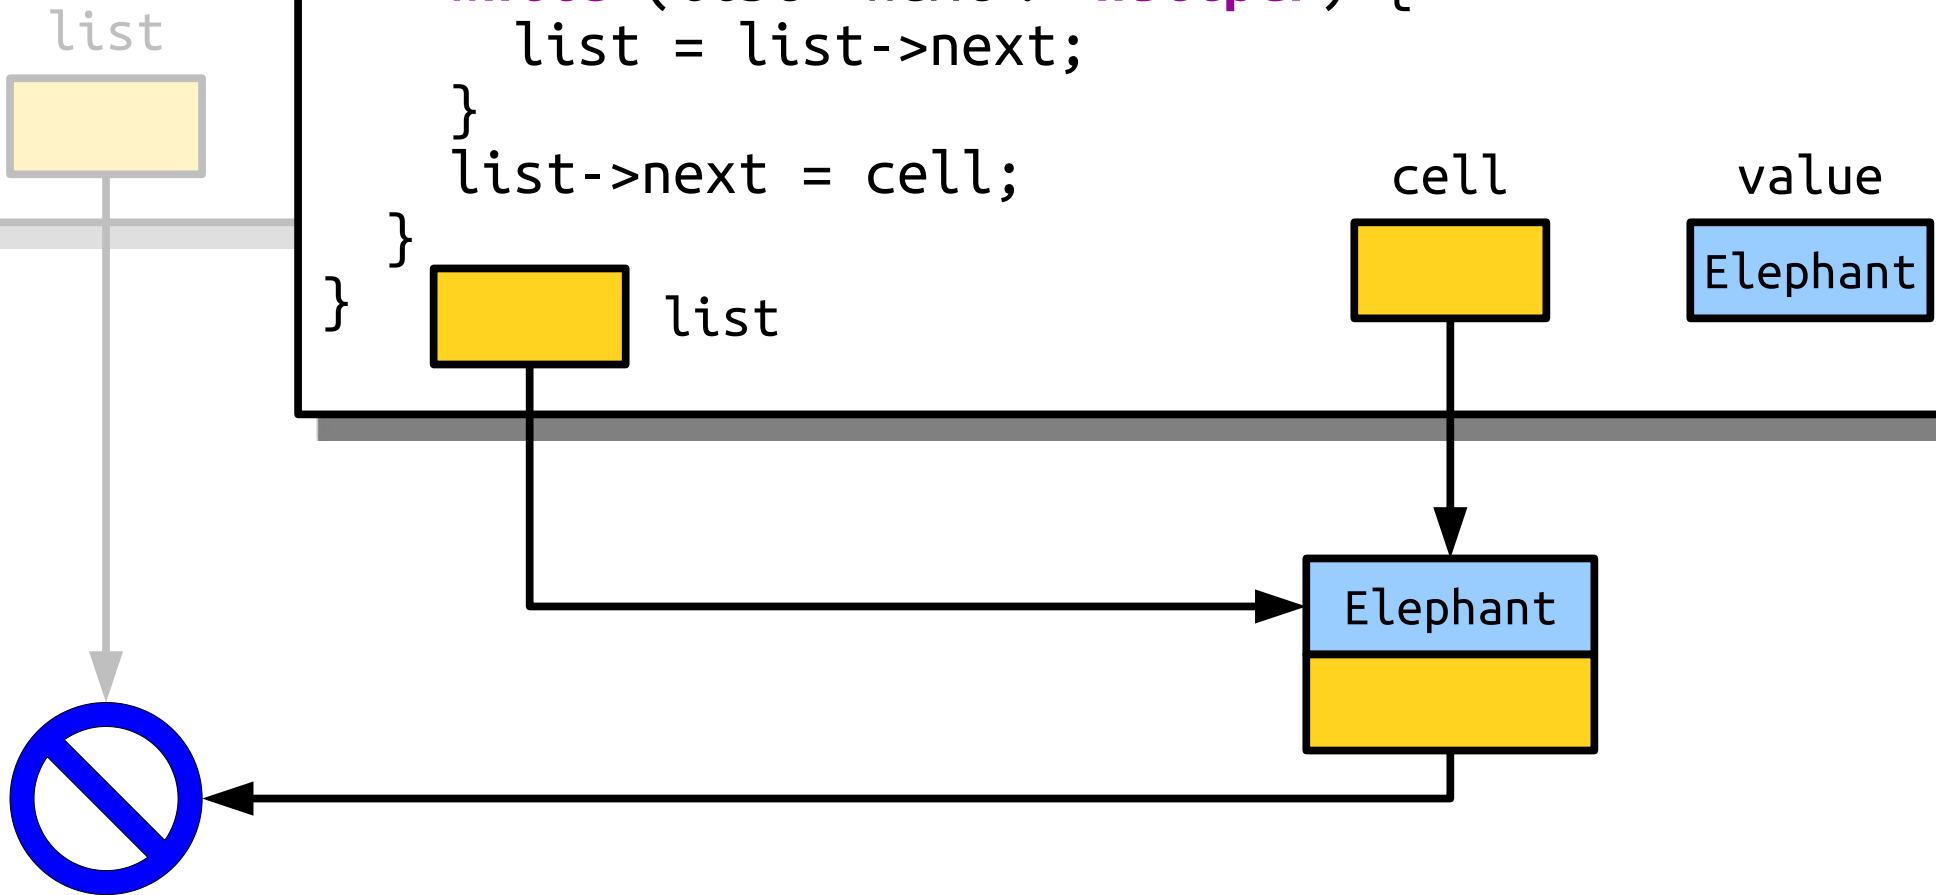 list
list = list->next;
}
list->next = cell;
}
}
list
cell
value
Elephant
Elephant